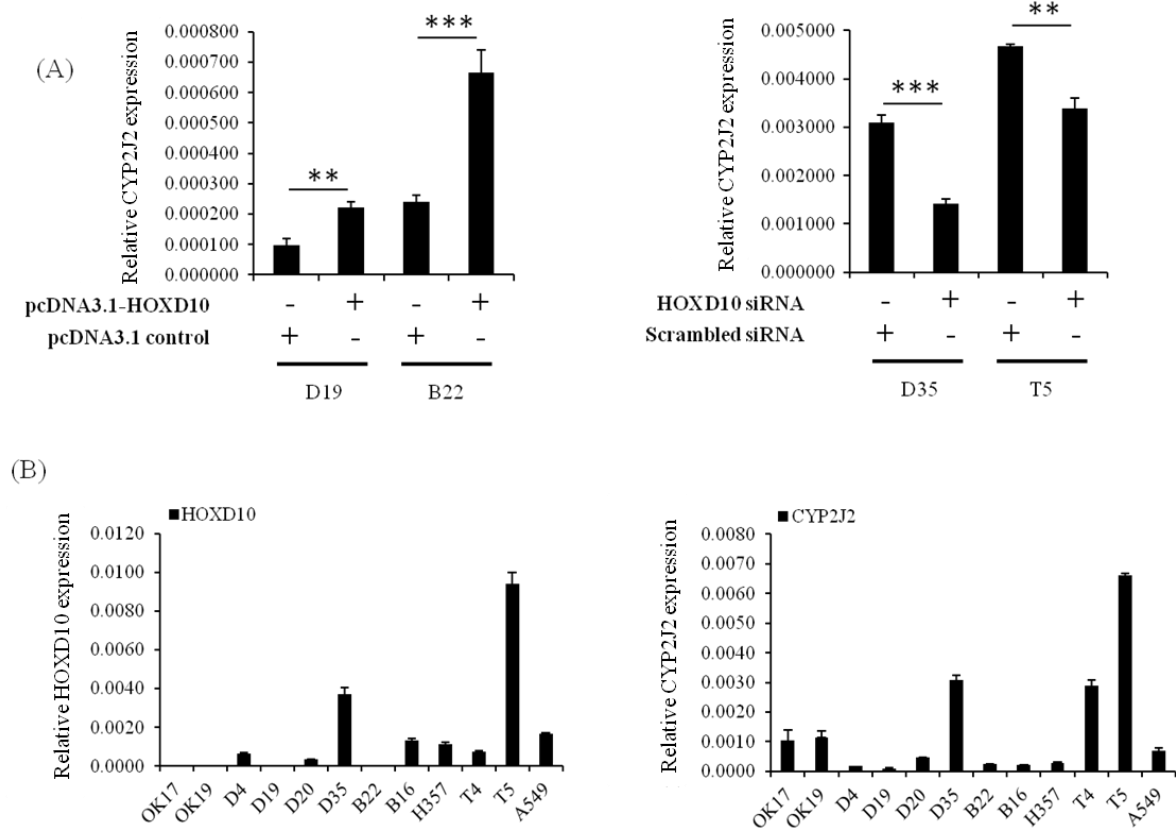 (A)
Relative CYP2J2 expression
0.000800
0.000700
0.000600
0.000500
0.000400
0.000300
0.000200
0.000100
0.000000
** ***
pcDNA3.1-HOXD10 - + - +
pcDNA3.1 control + - + -
D19 B22
Relative CYP2J2 expression
0.005000
0.004000
0.003000
0.002000
0.001000
0.000000
*** **
HOXD10 siRNA - + - +
Scrambled siRNA + - + -
D35 T5
(B)
HOXD10
Relative HOXD10 expression
0.0120
0.0100
0.0080
0.0060
0.0040
0.0020
0.0000
OK17 OK19 D4 D19 D20 D35 B22 B16 H357 T4 T5 A549
CYP2J2
Relative CYP2J2 expression
0.0080
0.0070
0.0060
0.0050
0.0040
0.0030
0.0020
0.0010
0.0000
OK17 OK19 D4 D19 D20 D35 B22 B16 H357 T4 T5 A549